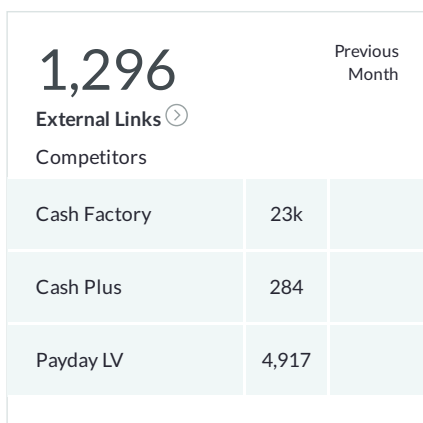 1,296
Previous
Month
External Links
Competitors
Cash Factory 23k
Cash Plus 284
Payday LV 4,917